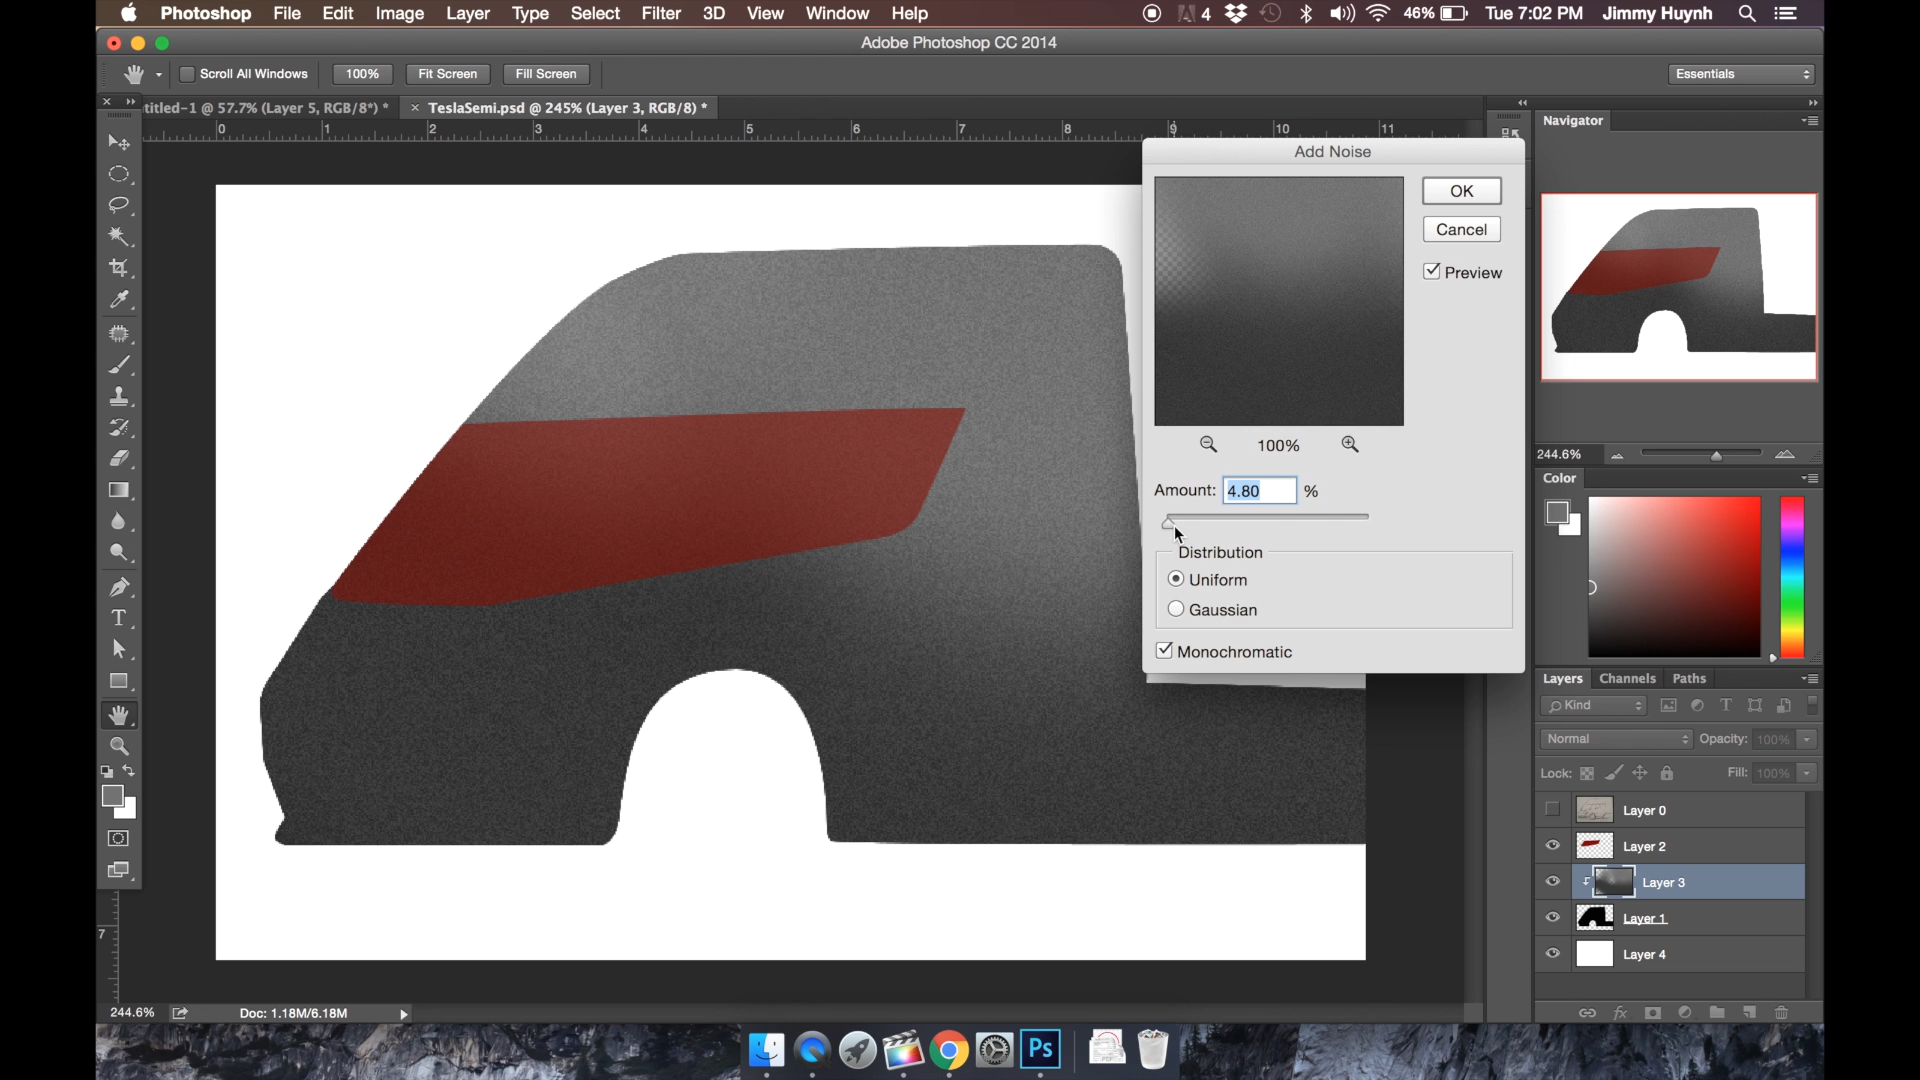 Photoshop File Edit Image Layer Type Select Filter 3D View Window Help 4 46% Tue 7:02 PM Jimmy Huynh
Adobe Photoshop CC 2014
Scroll All Windows 100% Fit Screen Fill Screen Essentials
titled-1 @ 57.7% (Layer 5, RGB/8*) * × TeslaSemi.psd @ 245% (Layer 3, RGB/8) *
0 1 2 3 4 5 6 7 8 9 10 11
Navigator
Add Noise
OK
Cancel
Preview
100%
244.6%
Color
Amount: 4.80 %
Distribution
Uniform
Gaussian
Monochromatic
Layers Channels Paths
Kind
Normal Opacity: 100%
Lock: Fill: 100%
Layer 0
Layer 2
Layer 3
Layer 1
Layer 4
7
244.6% Doc: 1.18M/6.18M
fx
Ps